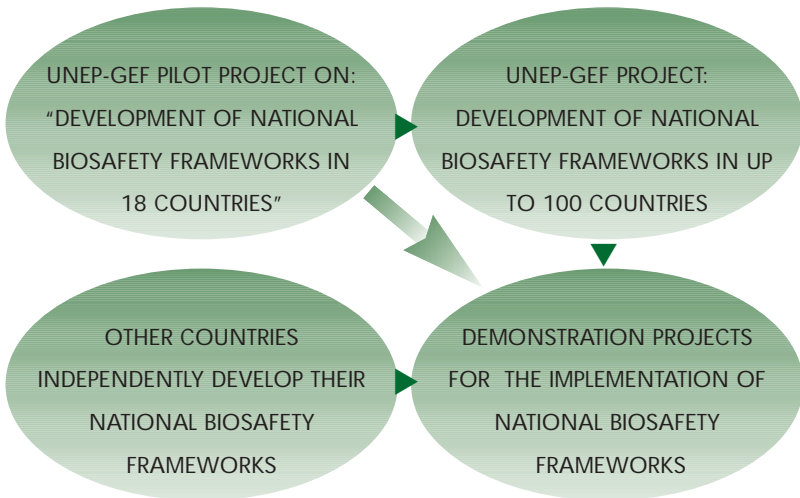 UNEP-GEF PILOT PROJECT ON:
"DEVELOPMENT OF NATIONAL
BIOSAFETY FRAMEWORKS IN
18 COUNTRIES"
UNEP-GEF PROJECT:
DEVELOPMENT OF NATIONAL
BIOSAFETY FRAMEWORKS IN UP
TO 100 COUNTRIES
OTHER COUNTRIES
INDEPENDENTLY DEVELOP THEIR
NATIONAL BIOSAFETY
FRAMEWORKS
DEMONSTRATION PROJECTS
FOR THE IMPLEMENTATION OF
NATIONAL BIOSAFETY
FRAMEWORKS